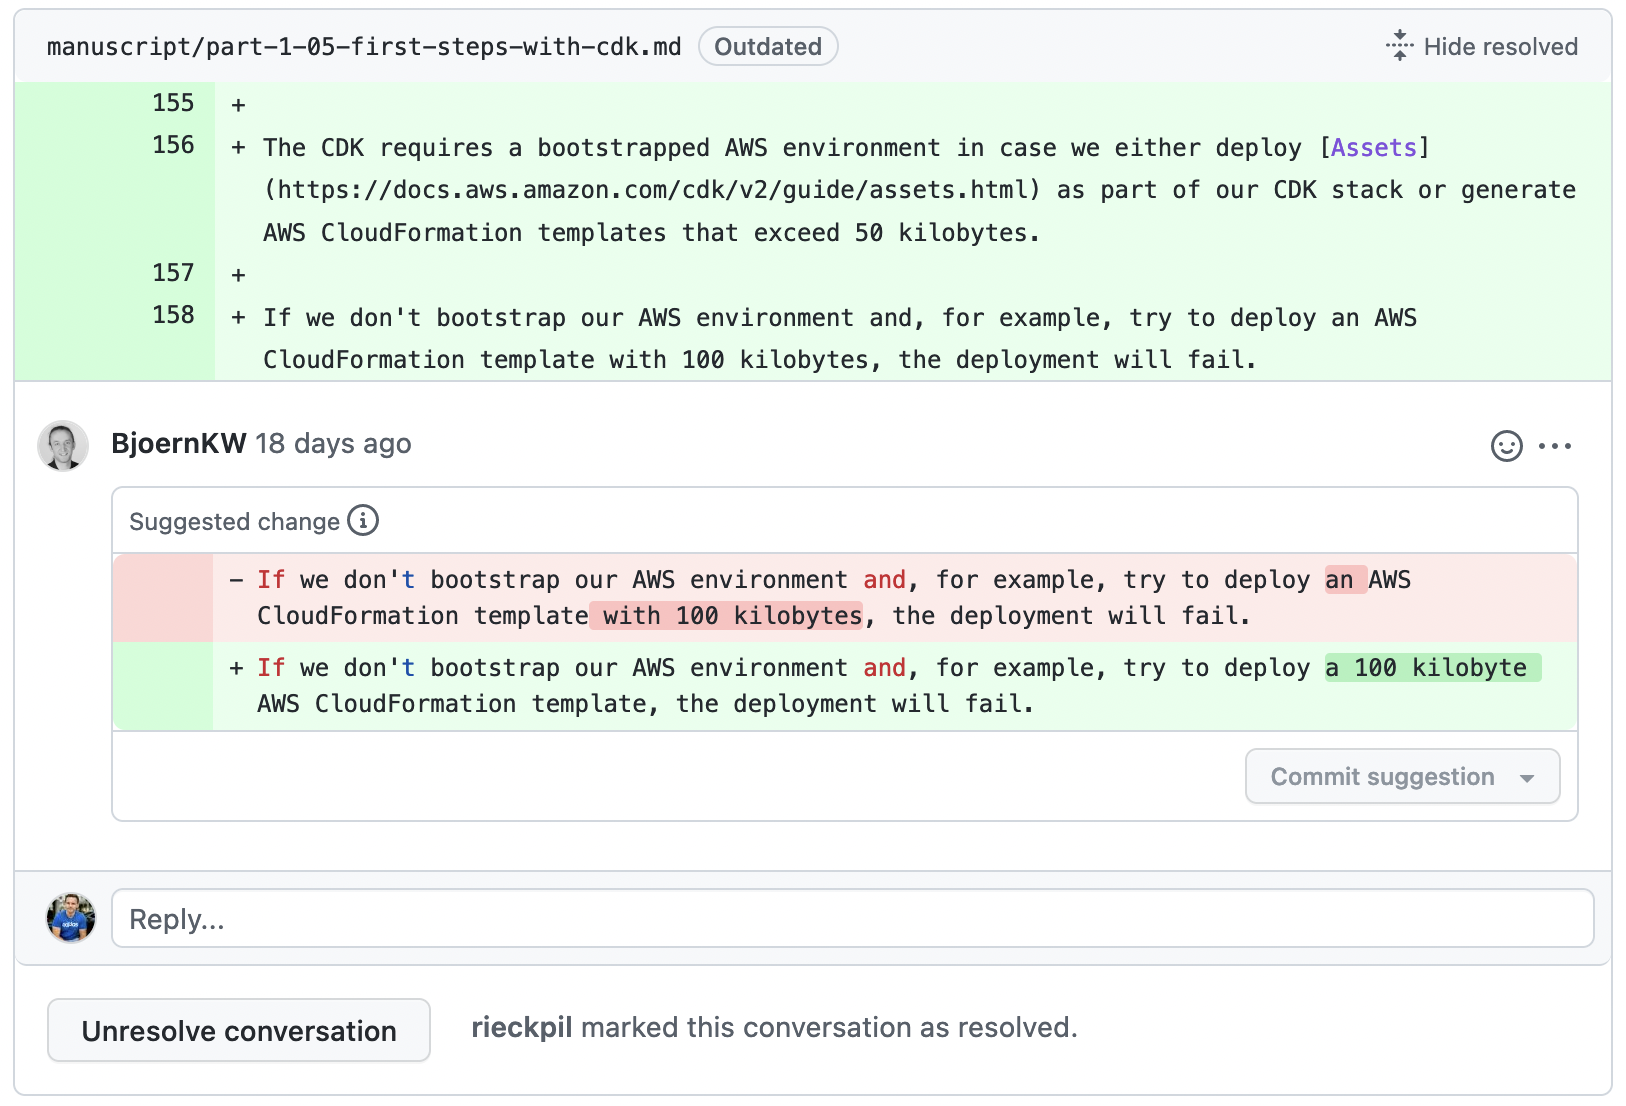 manuscript/part-1-05-first-steps-with-cdk.md Outdated Hide resolved
155 +
156 + The CDK requires a bootstrapped AWS environment in case we either deploy [Assets]
(https://docs.aws.amazon.com/cdk/v2/guide/assets.html) as part of our CDK stack or generate
AWS CloudFormation templates that exceed 50 kilobytes.
157 +
158 + If we don't bootstrap our AWS environment and, for example, try to deploy an AWS
CloudFormation template with 100 kilobytes, the deployment will fail.
BjoernKW 18 days ago
Suggested change
- If we don't bootstrap our AWS environment and, for example, try to deploy an AWS
CloudFormation template with 100 kilobytes, the deployment will fail.
+ If we don't bootstrap our AWS environment and, for example, try to deploy a 100 kilobyte
AWS CloudFormation template, the deployment will fail.
Commit suggestion
Reply...
Unresolve conversation rieckpil marked this conversation as resolved.